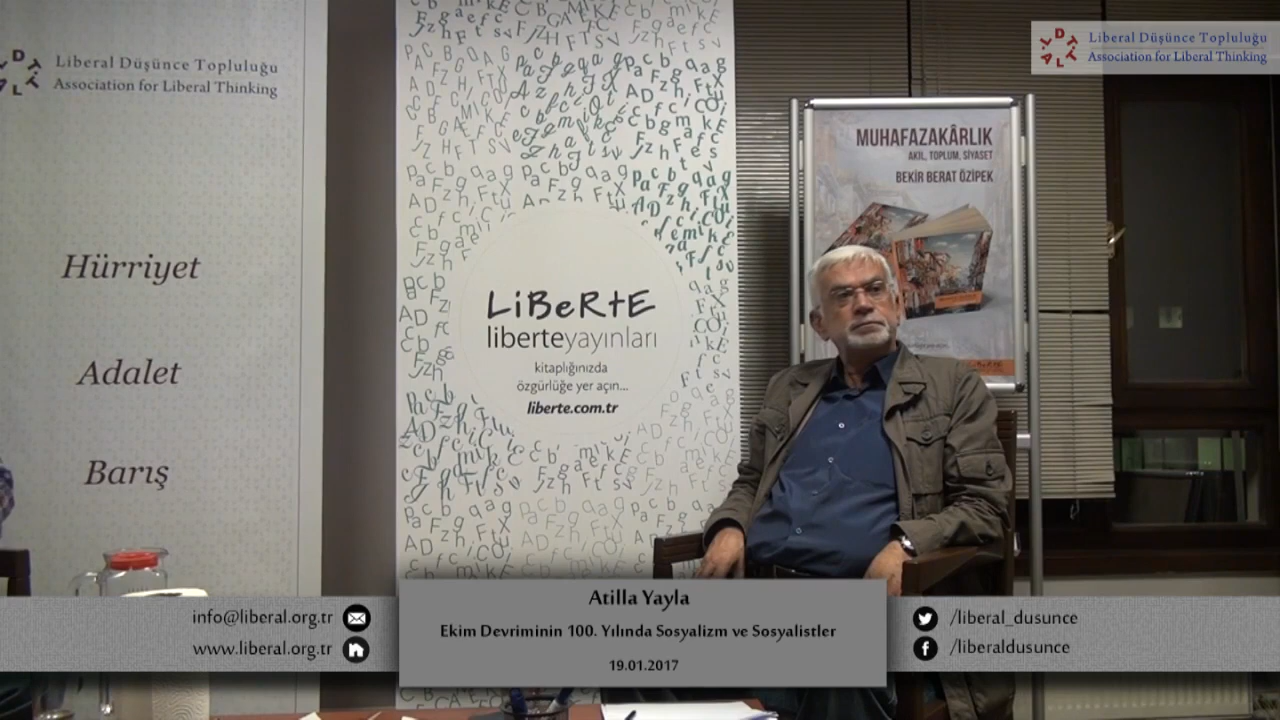 Liberal Düşünce Topluluğu
Association for Liberal Thinking
Hürriyet
Adalet
Barış
LiBeRtE
liberteyayınları
kitaplığınızda
özgürlüğe yer açın...
liberte.com.tr
MUHAFAZAKÂRLIK
AKIL, TOPLUM, SİYASET
BEKİR BERAT ÖZİPEK
Liberal Düşünce Topluluğu
Association for Liberal Thinking
info@liberal.org.tr
www.liberal.org.tr
Atilla Yayla
Ekim Devriminin 100. Yılında Sosyalizm ve Sosyalistler
19.01.2017
/liberal_dusunce
/liberaldusunce